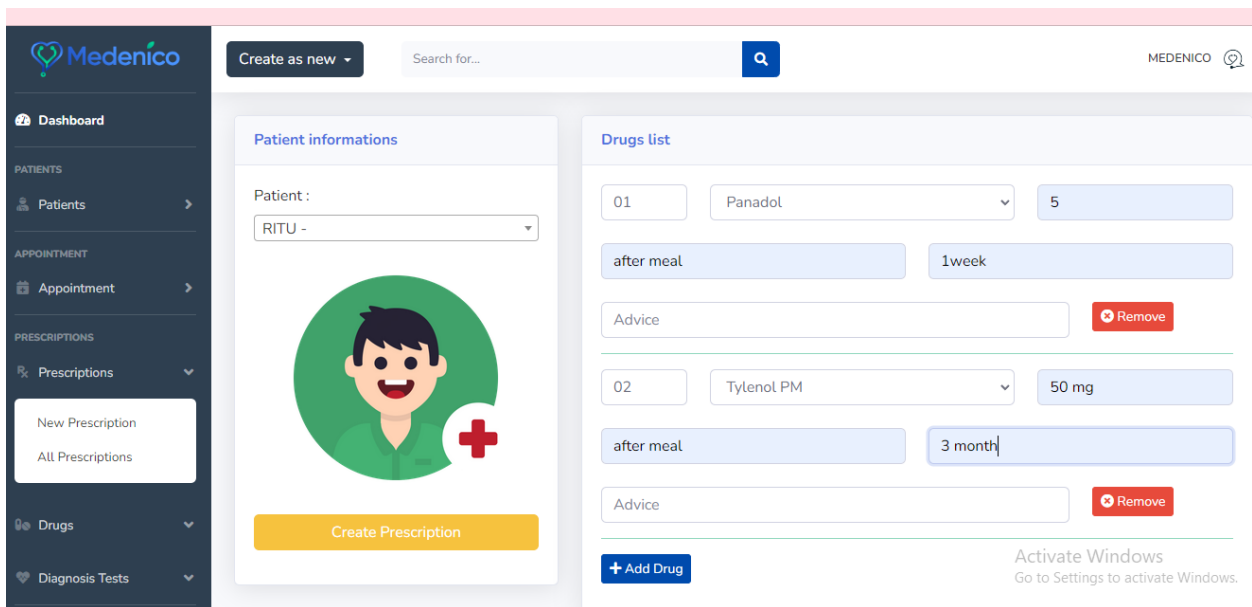 Medenico
Create as new
Search for...
MEDENICO
Dashboard
PATIENTS
Patients
APPOINTMENT
Appointment
PRESCRIPTIONS
Prescriptions
New Prescription
All Prescriptions
Drugs
Diagnosis Tests
Patient informations
Patient :
RITU -
Create Prescription
Drugs list
01 Panadol 5
after meal 1week
Advice Remove
02 Tylenol PM 50 mg
after meal 3 month
Advice Remove
Add Drug
Activate Windows
Go to Settings to activate Windows.